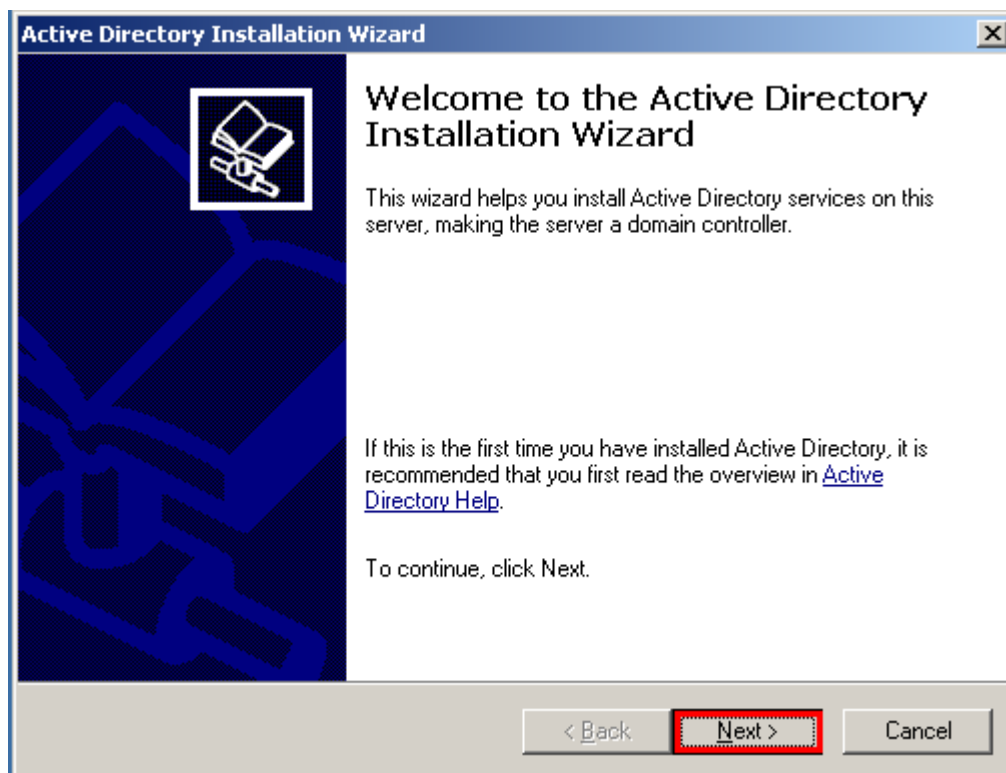 Active Directory Installation Wizard
Welcome to the Active Directory
Installation Wizard
This wizard helps you install Active Directory services on this
server, making the server a domain controller.
If this is the first time you have installed Active Directory, it is
recommended that you first read the overview in Active
Directory Help.
To continue, click Next.
< Back
Next >
Cancel